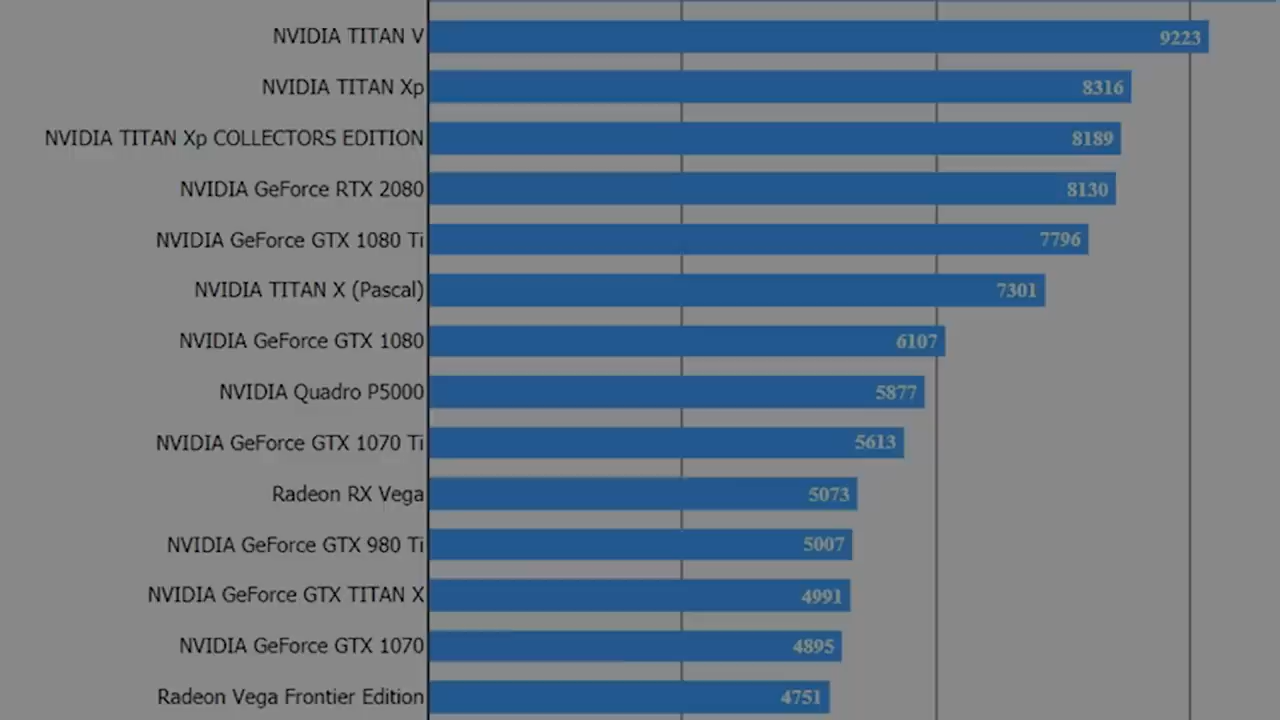 NVIDIA TITAN V 9223
NVIDIA TITAN Xp 8316
NVIDIA TITAN Xp COLLECTORS EDITION 8189
NVIDIA GeForce RTX 2080 8130
NVIDIA GeForce GTX 1080 Ti 7796
NVIDIA TITAN X (Pascal) 7301
NVIDIA GeForce GTX 1080 6107
NVIDIA Quadro P5000 5877
NVIDIA GeForce GTX 1070 Ti 5613
Radeon RX Vega 5073
NVIDIA GeForce GTX 980 Ti 5007
NVIDIA GeForce GTX TITAN X 4991
NVIDIA GeForce GTX 1070 4895
Radeon Vega Frontier Edition 4751